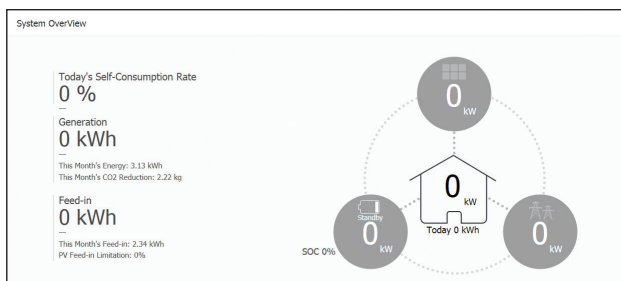 System OverView
Today's Self-Consumption Rate
0 %
Generation
0 kWh
This Month's Energy: 3.13 kWh
This Month's CO2 Reduction: 2.22 kg
Feed-in
0 kWh
This Month's Feed-in: 2.34 kWh
PV Feed-in Limitation: 0%
0 kW
0 kW
Today 0 kWh
Standby
0 kW
SOC 0%
0 kW